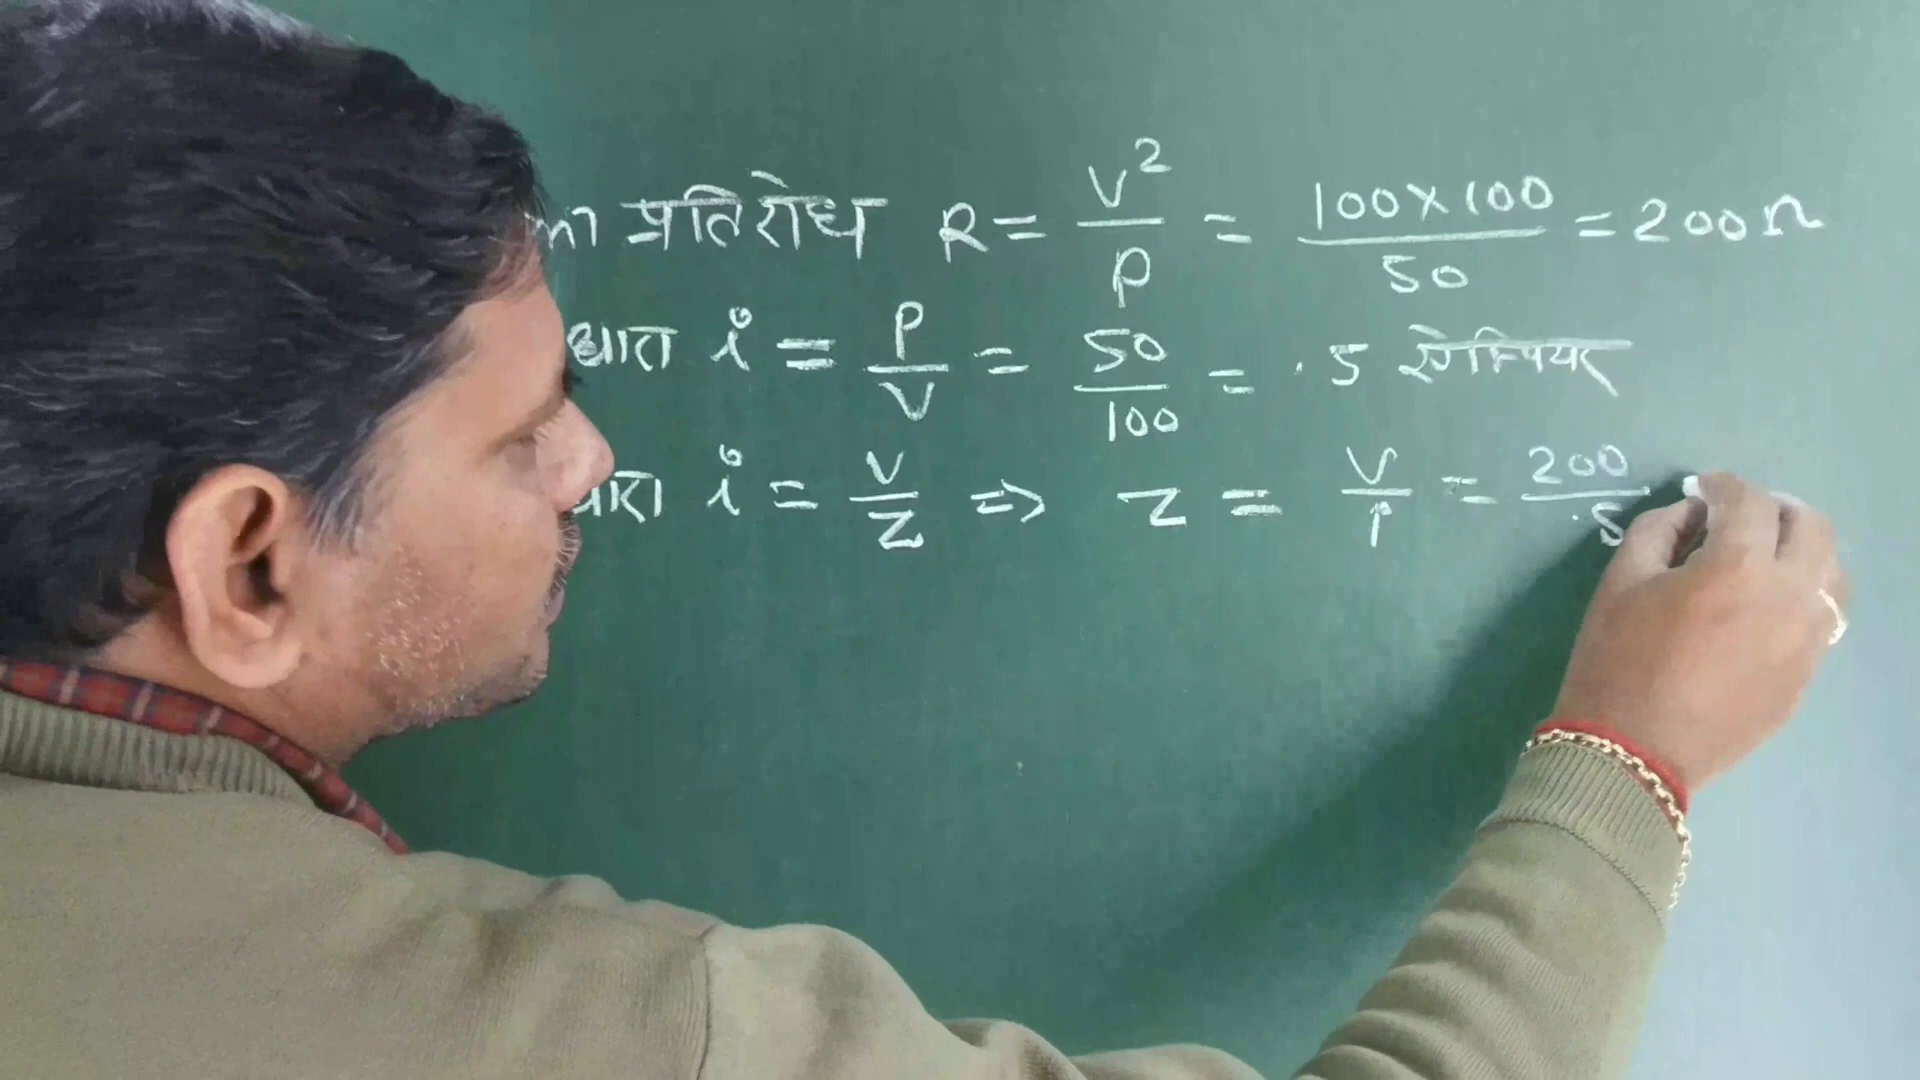 प्रतिरोध R = V²/P = 100×100/50 = 200Ω
i = P/V = 50/100 = .5 ऐम्पियर
i = V/Z => Z = V/i = 200/.5